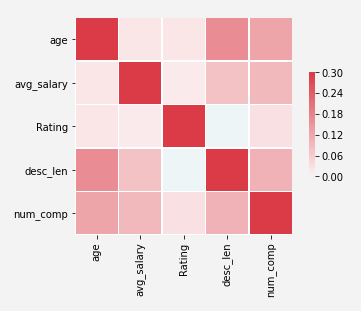 age
avg_salary
Rating
desc_len
num_comp
0.30
0.24
0.18
0.12
0.06
0.00
age
avg_salary
Rating
desc_len
num_comp